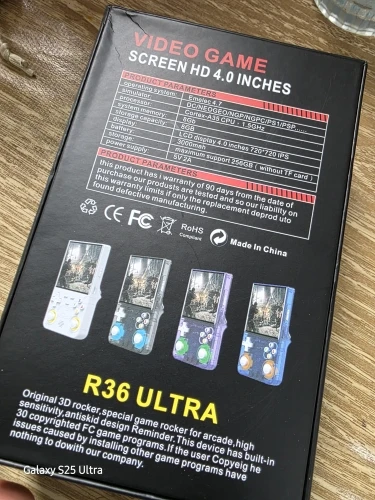 VIDEO GAME
SCREEN HD 4.0 INCHES
PRODUCT PARAMETERS
operating system: Emelec 4.7
simulator DC/NEOGEO/NGP/NGPC/PS1/PSP......
processor Cortex-A35 CPU : 1.5GHz
system memory: 8Gb
storage capacity: 8GB
display LCD display 4.0 inches 720*720 IPS
battery: 3000mah
storage: maximum support 256GB ( without TF card )
power supply 5V 2A
PRODUCT PARAMETERS
this product has i warranty of 90 days from the date of
purchase our prodosts are tested and so our liability on
this warranty limits if only the replacement deprod uto
found defective manufacturing.
CE FC RoHS
Compliant
Made in China
R36 ULTRA
Original 3D rocker,special game rocker for arcade,high
sensitivity,antiskid design Reminder.This device has built-in
30 copyrighted FC game programs.If the user Copyeig he
issues caused by installing other game programs have
nothing to dowith our company.
Galaxy S25 Ultra